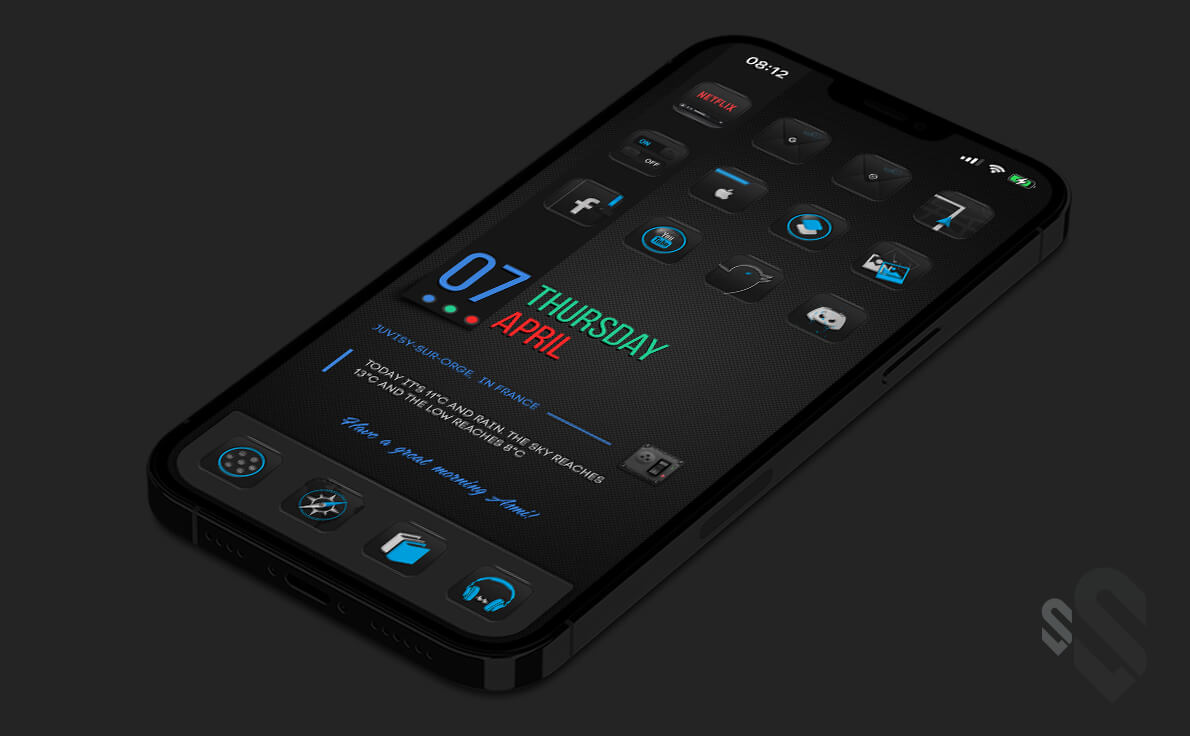 08:12
NETFLIX
ON
OFF
You
07
THURSDAY
APRIL
JUVISY-SUR-ORGE, IN FRANCE
TODAY IT'S 11°C AND RAIN. THE SKY REACHES
13°C AND THE LOW REACHES 8°C
Have a great morning Ami!